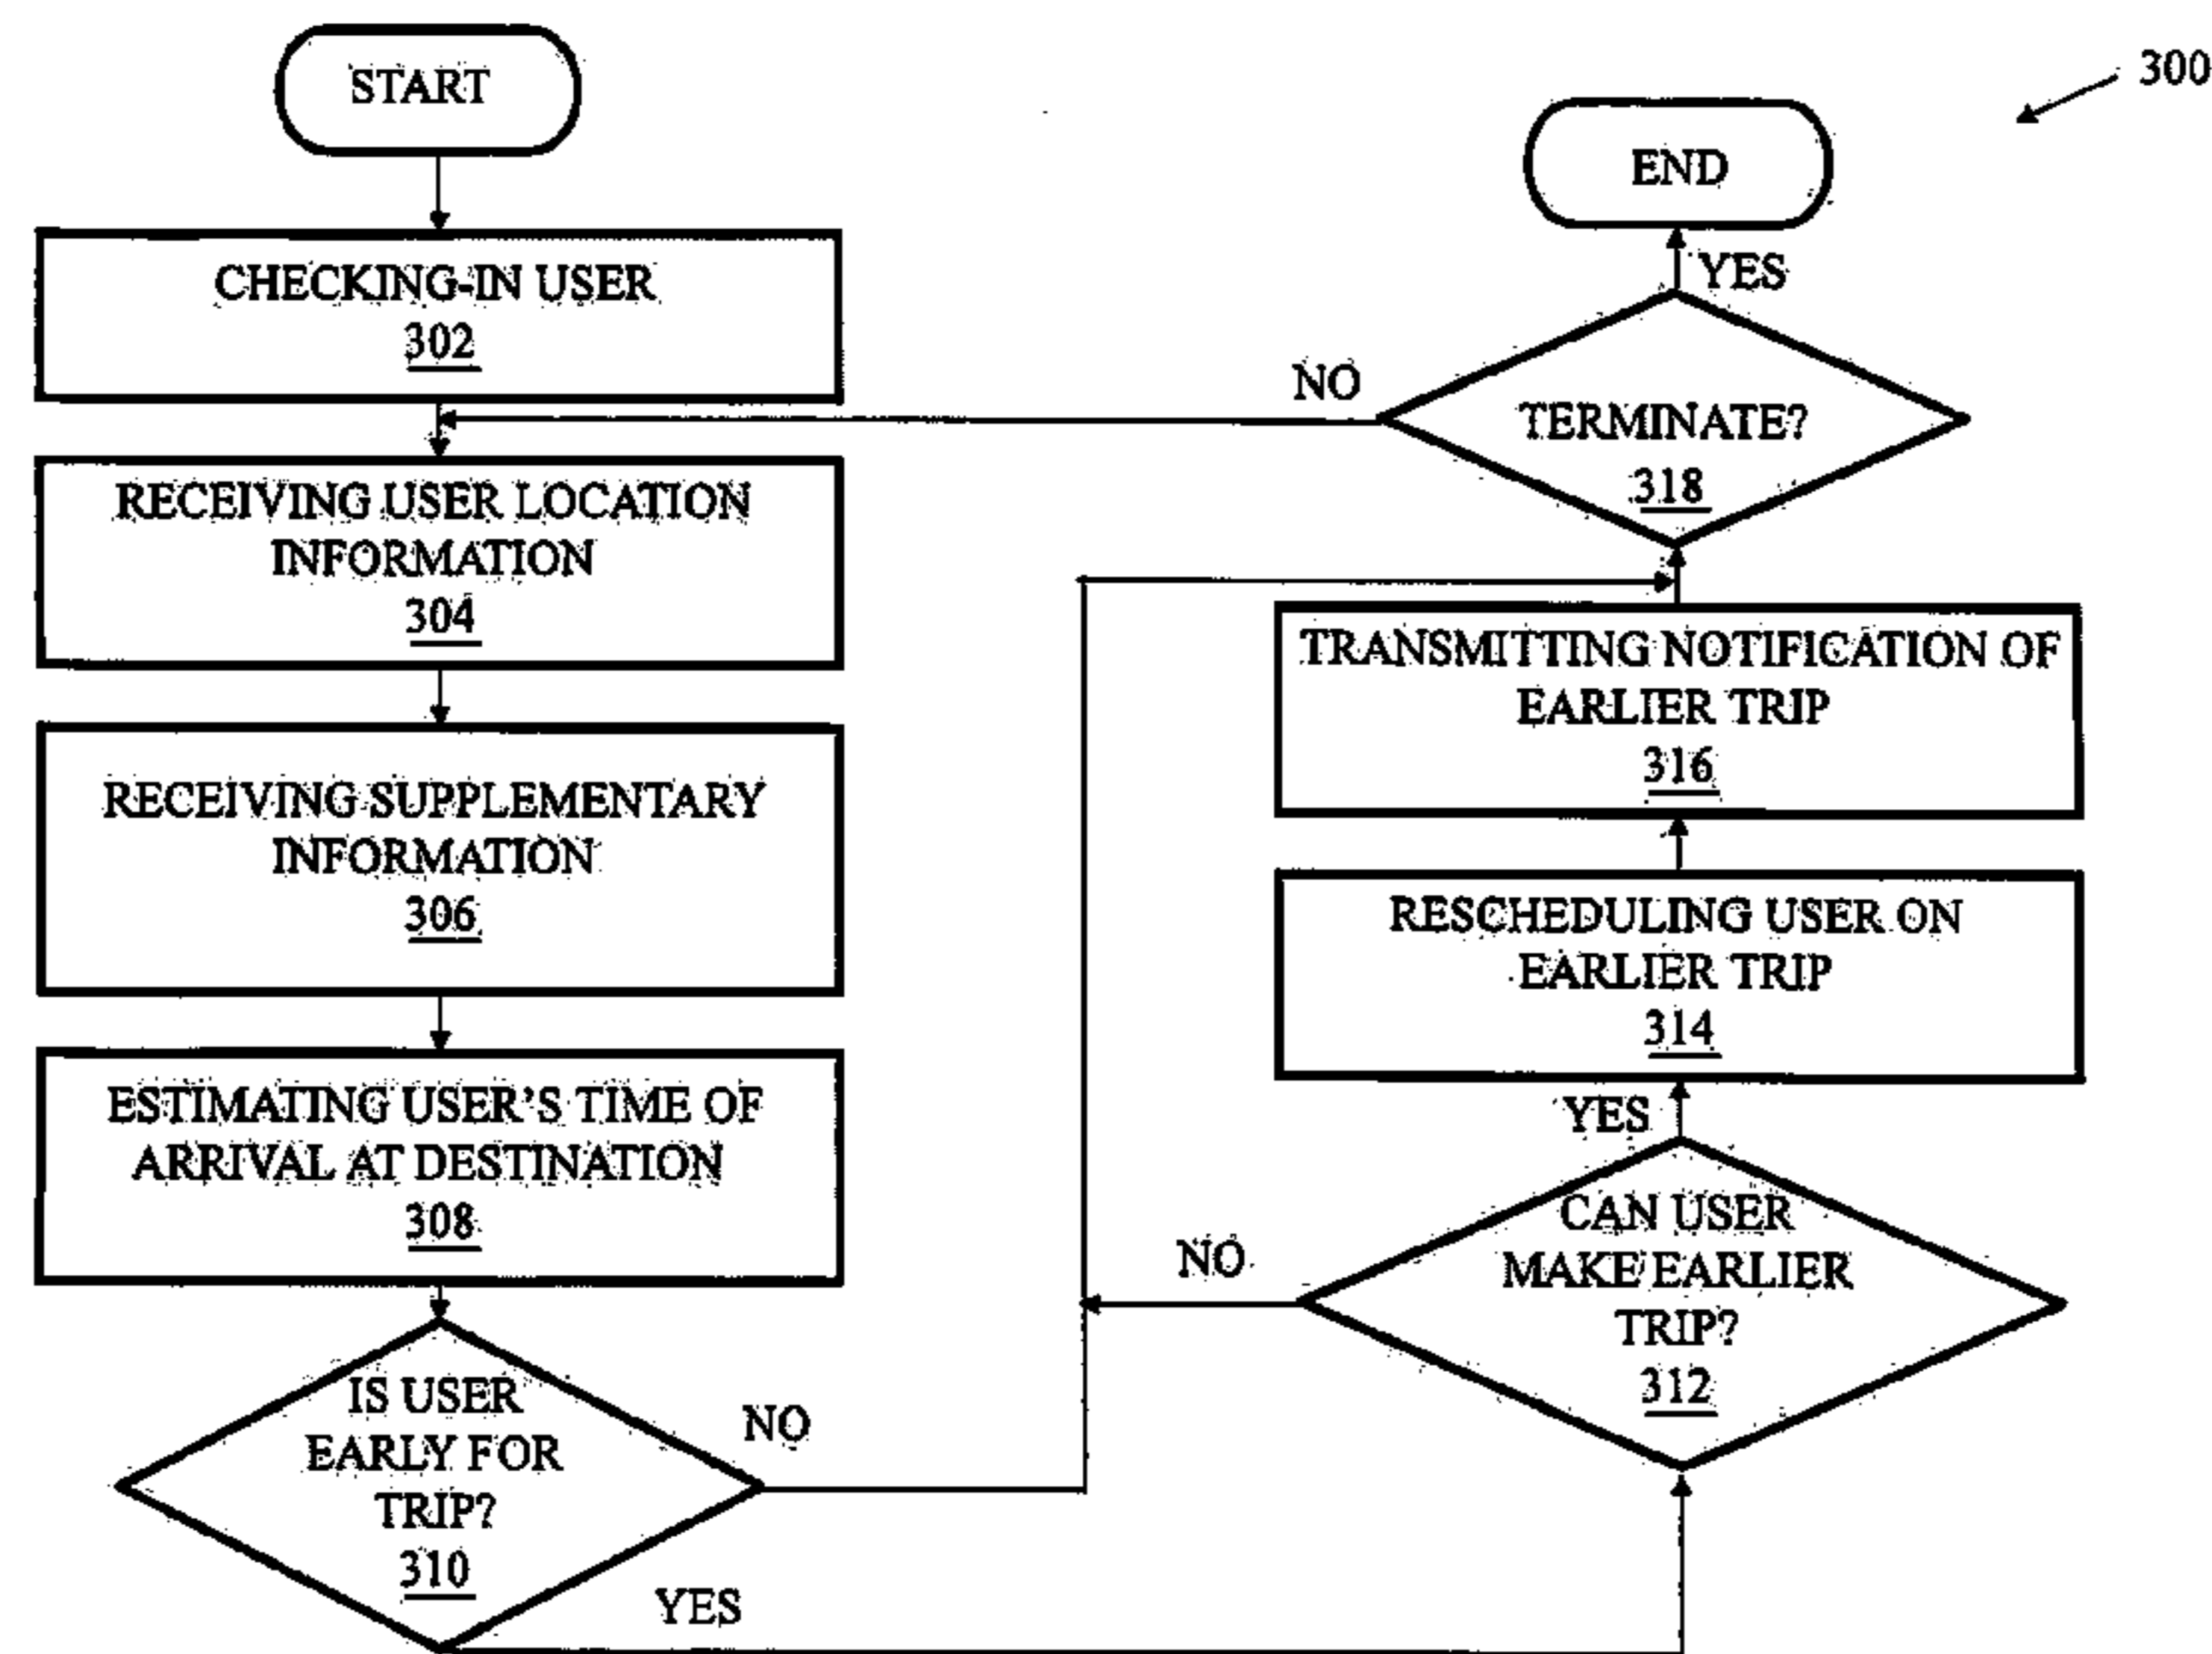 START
CHECKING-IN USER
302
RECEIVING USER LOCATION
INFORMATION
304
RECEIVING SUPPLEMENTARY
INFORMATION
306
ESTIMATING USER'S TIME OF
ARRIVAL AT DESTINATION
308
IS USER
EARLY FOR
TRIP?
310
NO
YES
300
END
YES
NO
TERMINATE?
318
TRANSMITTING NOTIFICATION OF
EARLIER TRIP
316
RESCHEDULING USER ON
EARLIER TRIP
314
YES
NO
CAN USER
MAKE EARLIER
TRIP?
312